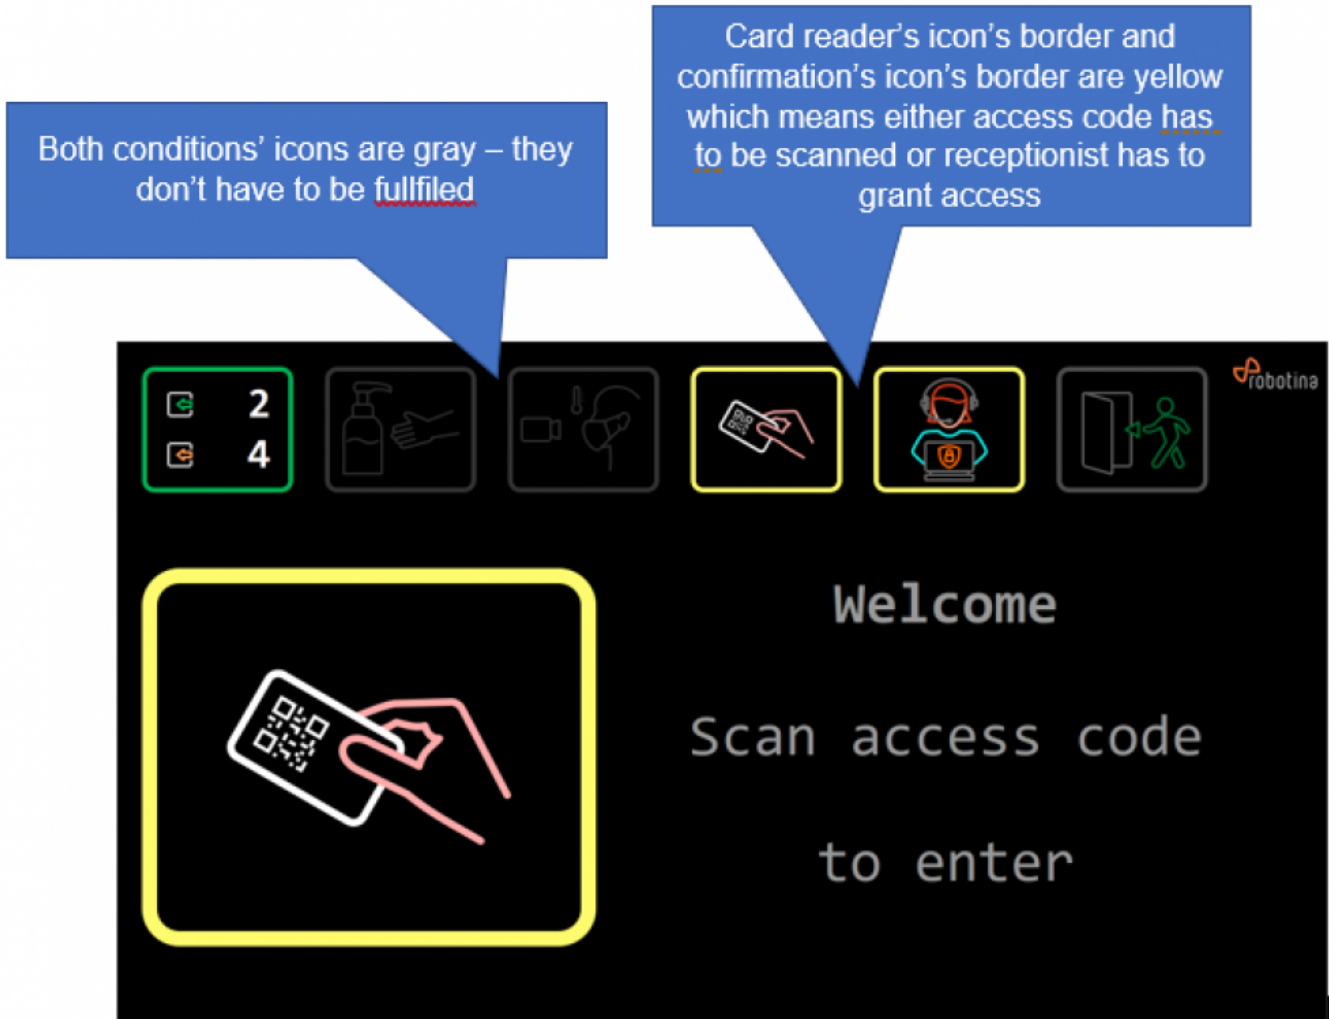 Card reader's icon's border and
confirmation's icon's border are yellow
which means either access code has
to be scanned or receptionist has to
grant access
Both conditions' icons are gray – they
don't have to be fullfiled
2
4
robotina
Welcome
Scan access code
to enter